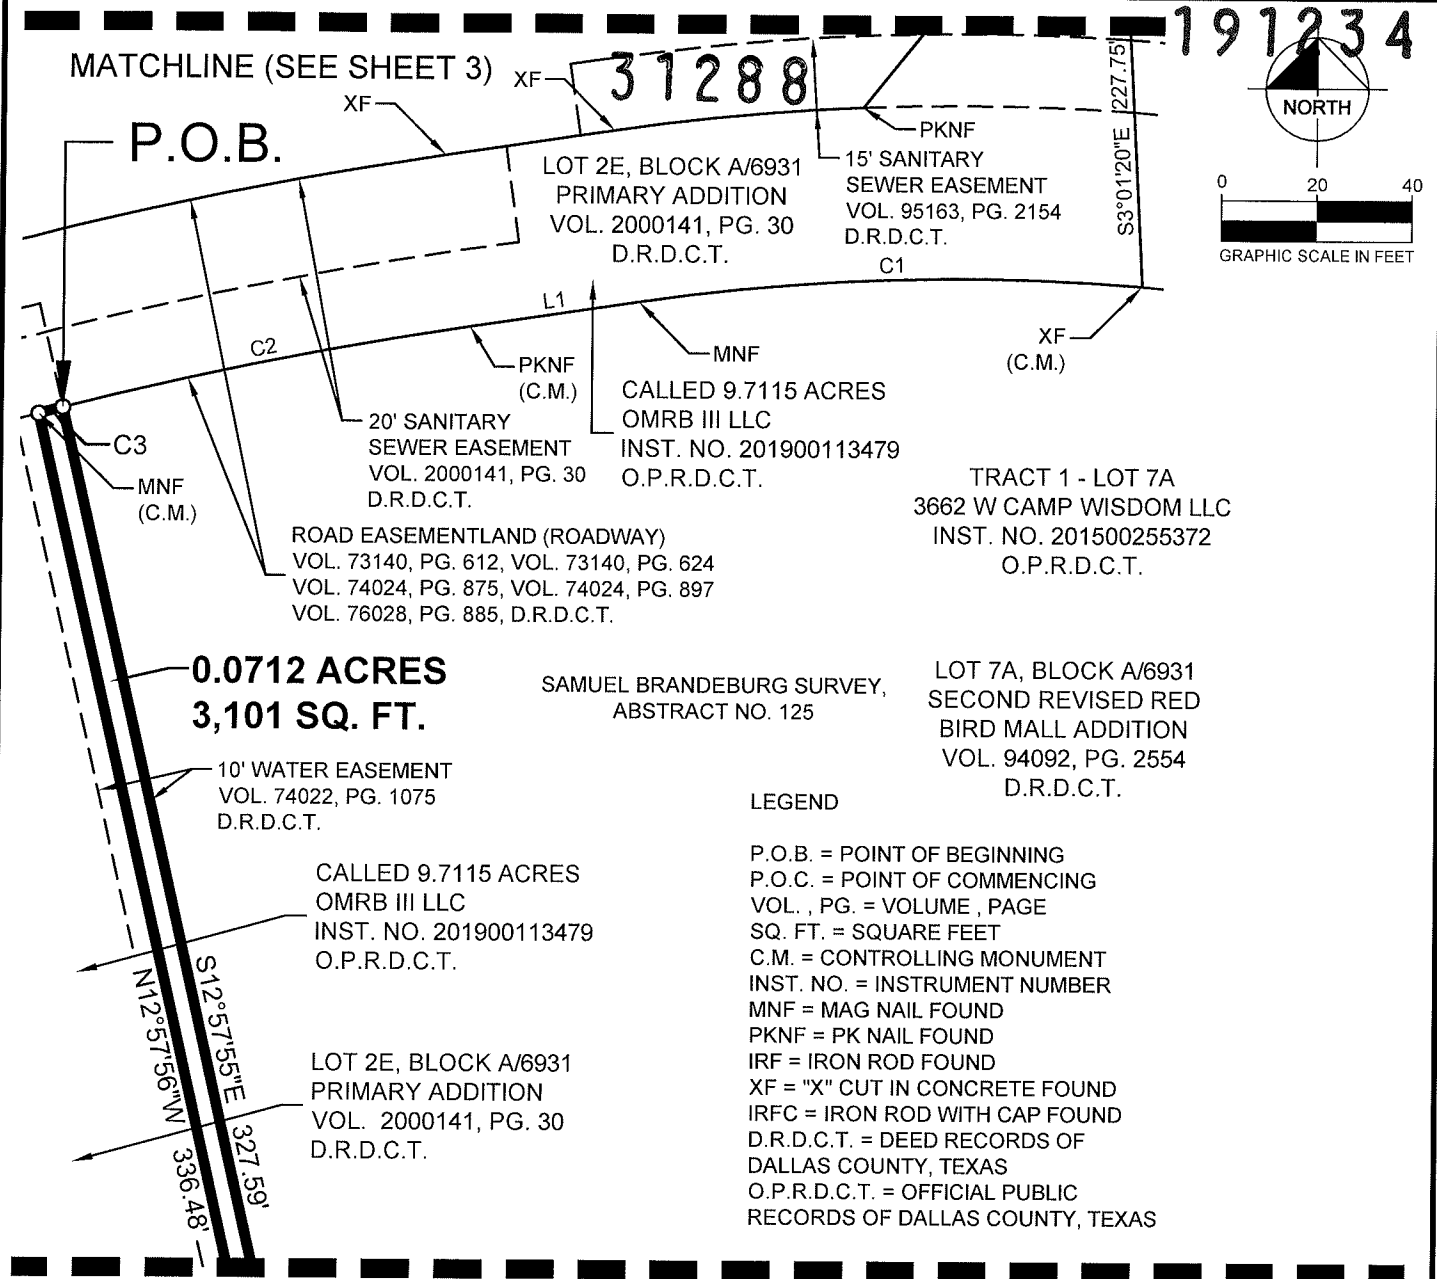 191234
31288
MATCHLINE (SEE SHEET 3)
XF
XF
P.O.B.
NORTH
0 20 40
GRAPHIC SCALE IN FEET
S3°01'20"E 227.75'
PKNF
LOT 2E, BLOCK A/6931
PRIMARY ADDITION
VOL. 2000141, PG. 30
D.R.D.C.T.
15' SANITARY
SEWER EASEMENT
VOL. 95163, PG. 2154
D.R.D.C.T.
C1
L1
C2
XF
(C.M.)
MNF
PKNF
(C.M.)
CALLED 9.7115 ACRES
OMRB III LLC
INST. NO. 201900113479
O.P.R.D.C.T.
20' SANITARY
SEWER EASEMENT
VOL. 2000141, PG. 30
D.R.D.C.T.
C3
MNF
(C.M.)
TRACT 1 - LOT 7A
3662 W CAMP WISDOM LLC
INST. NO. 201500255372
O.P.R.D.C.T.
ROAD EASEMENTLAND (ROADWAY)
VOL. 73140, PG. 612, VOL. 73140, PG. 624
VOL. 74024, PG. 875, VOL. 74024, PG. 897
VOL. 76028, PG. 885, D.R.D.C.T.
0.0712 ACRES
3,101 SQ. FT.
SAMUEL BRANDEBURG SURVEY,
ABSTRACT NO. 125
LOT 7A, BLOCK A/6931
SECOND REVISED RED
BIRD MALL ADDITION
VOL. 94092, PG. 2554
D.R.D.C.T.
10' WATER EASEMENT
VOL. 74022, PG. 1075
D.R.D.C.T.
CALLED 9.7115 ACRES
OMRB III LLC
INST. NO. 201900113479
O.P.R.D.C.T.
N12°57'56"W 336.48'
S12°57'55"E 327.59'
LOT 2E, BLOCK A/6931
PRIMARY ADDITION
VOL. 2000141, PG. 30
D.R.D.C.T.
LEGEND
P.O.B. = POINT OF BEGINNING
P.O.C. = POINT OF COMMENCING
VOL. , PG. = VOLUME , PAGE
SQ. FT. = SQUARE FEET
C.M. = CONTROLLING MONUMENT
INST. NO. = INSTRUMENT NUMBER
MNF = MAG NAIL FOUND
PKNF = PK NAIL FOUND
IRF = IRON ROD FOUND
XF = "X" CUT IN CONCRETE FOUND
IRFC = IRON ROD WITH CAP FOUND
D.R.D.C.T. = DEED RECORDS OF
DALLAS COUNTY, TEXAS
O.P.R.D.C.T. = OFFICIAL PUBLIC
RECORDS OF DALLAS COUNTY, TEXAS